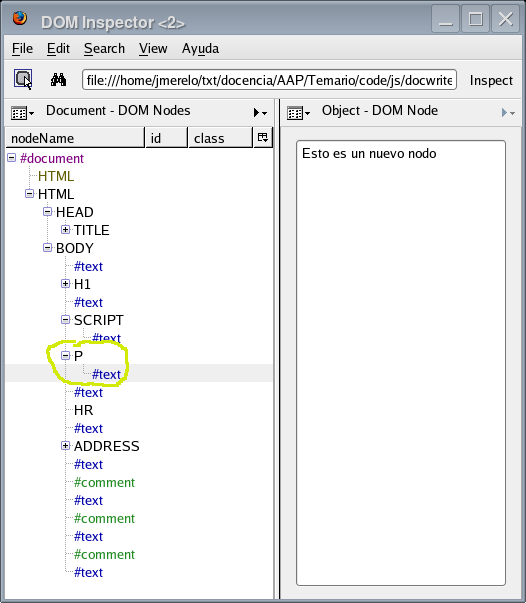 DOM Inspector <2>
File Edit Search View Ayuda
file:///home/jmerelo/txt/docencia/AAP/Temario/code/js/docwrite Inspect
Document - DOM Nodes
Object - DOM Node
nodeName id class
#document
HTML
HTML
HEAD
TITLE
BODY
#text
H1
#text
SCRIPT
#text
P
#text
#text
HR
#text
ADDRESS
#text
#comment
#text
#comment
#text
#comment
#text
Esto es un nuevo nodo